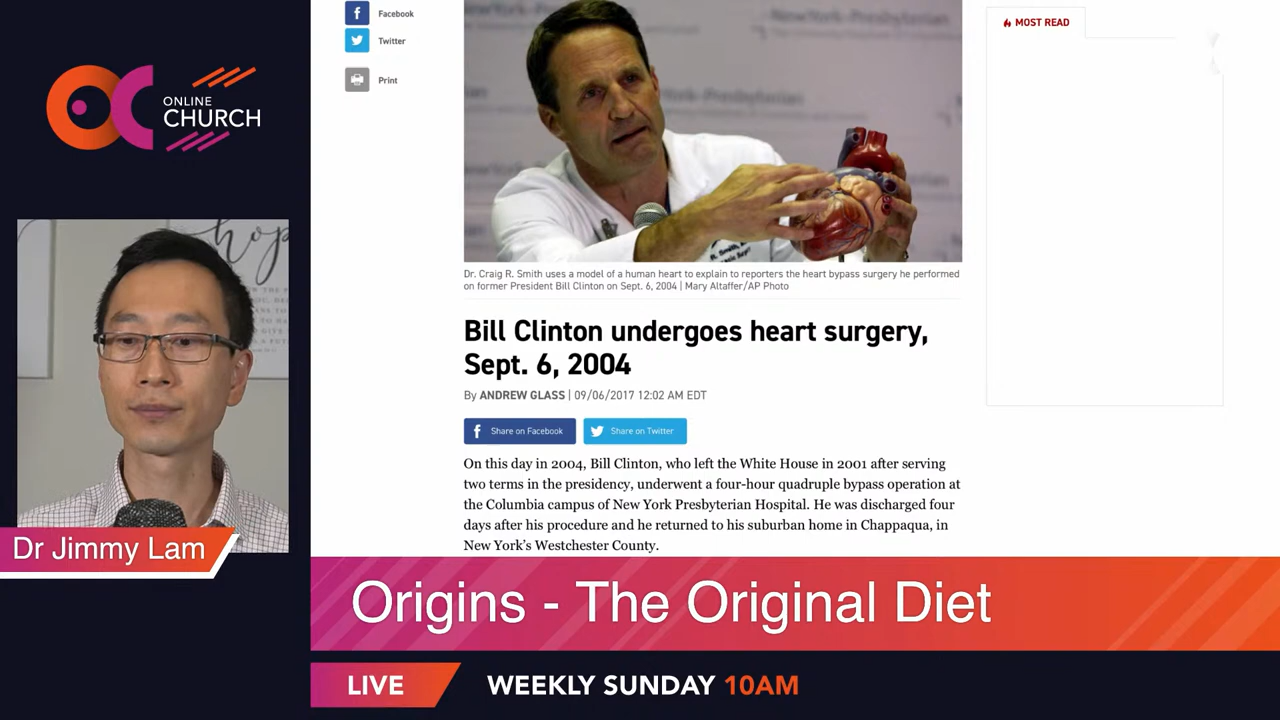 ONLINE
CHURCH
hope
Dr Jimmy Lam
Facebook
Twitter
Print
NewYork-Presbyterian
Dr. Craig R. Smith uses a model of a human heart to explain to reporters the heart bypass surgery he performed
on former President Bill Clinton on Sept. 6, 2004 | Mary Altaffer/AP Photo
Bill Clinton undergoes heart surgery,
Sept. 6, 2004
By ANDREW GLASS | 09/06/2017 12:02 AM EDT
Share on Facebook
Share on Twitter
On this day in 2004, Bill Clinton, who left the White House in 2001 after serving
two terms in the presidency, underwent a four-hour quadruple bypass operation at
the Columbia campus of New York Presbyterian Hospital. He was discharged four
days after his procedure and he returned to his suburban home in Chappaqua, in
New York’s Westchester County.
MOST READ
Origins - The Original Diet
LIVE
WEEKLY SUNDAY 10AM